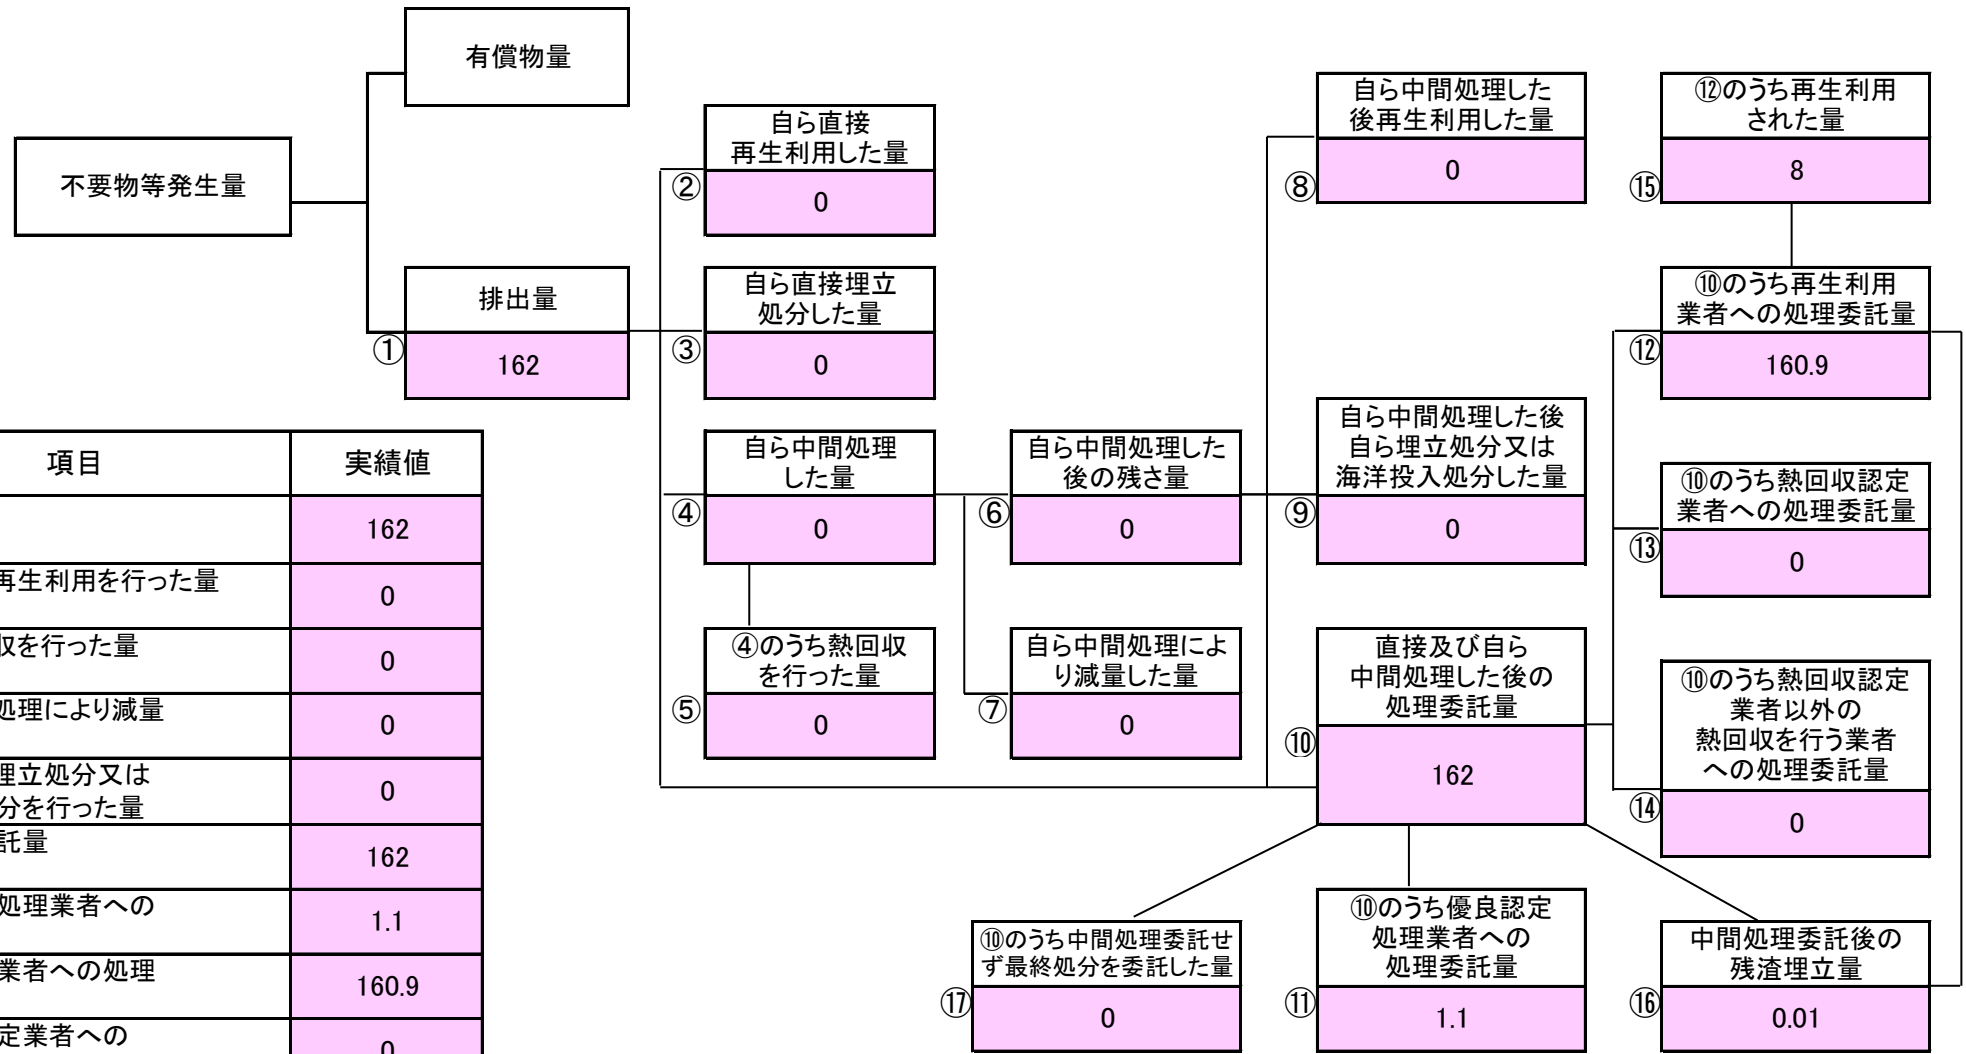 有償物量
不要物等発生量
排出量
①
162
自ら直接
再生利用した量
②
0
自ら直接埋立
処分した量
③
0
自ら中間処理
した量
④
0
④のうち熱回収
を行った量
⑤
0
自ら中間処理した
後の残さ量
⑥
0
自ら中間処理によ
り減量した量
⑦
0
自ら中間処理した
後再生利用した量
⑧
0
自ら中間処理した後
自ら埋立処分又は
海洋投入処分した量
⑨
0
直接及び自ら
中間処理した後の
処理委託量
⑩
162
⑫のうち再生利用
された量
⑮
8
⑩のうち再生利用
業者への処理委託量
⑫
160.9
⑩のうち熱回収認定
業者への処理委託量
⑬
0
⑩のうち熱回収認定
業者以外の
熱回収を行う業者
への処理委託量
⑭
0
⑩のうち中間処理委託せ
ず最終処分を委託した量
⑰
0
⑩のうち優良認定
処理業者への
処理委託量
⑪
1.1
中間処理委託後の
残渣埋立量
⑯
0.01
項目 実績値
162
再生利用を行った量
0
収を行った量
0
処理により減量
0
埋立処分又は
分を行った量
0
託量
162
処理業者への
1.1
業者への処理
160.9
定業者への
0